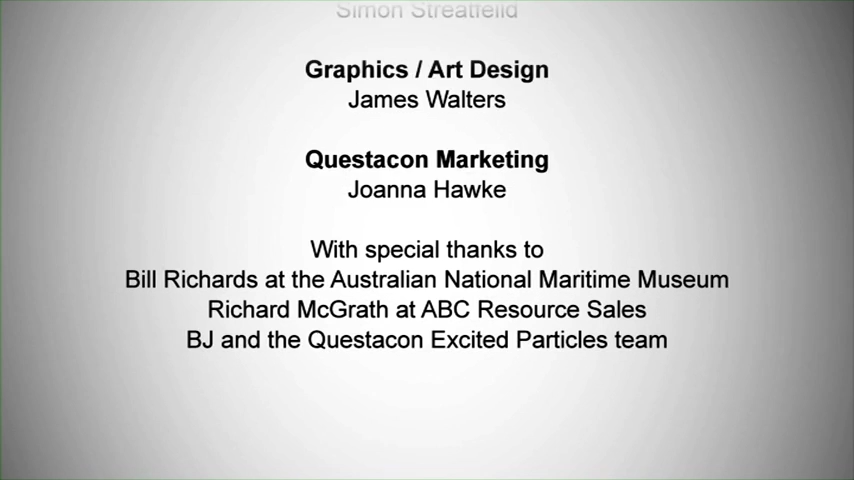 Simon Streatfeild
Graphics / Art Design
James Walters
Questacon Marketing
Joanna Hawke
With special thanks to
Bill Richards at the Australian National Maritime Museum
Richard McGrath at ABC Resource Sales
BJ and the Questacon Excited Particles team